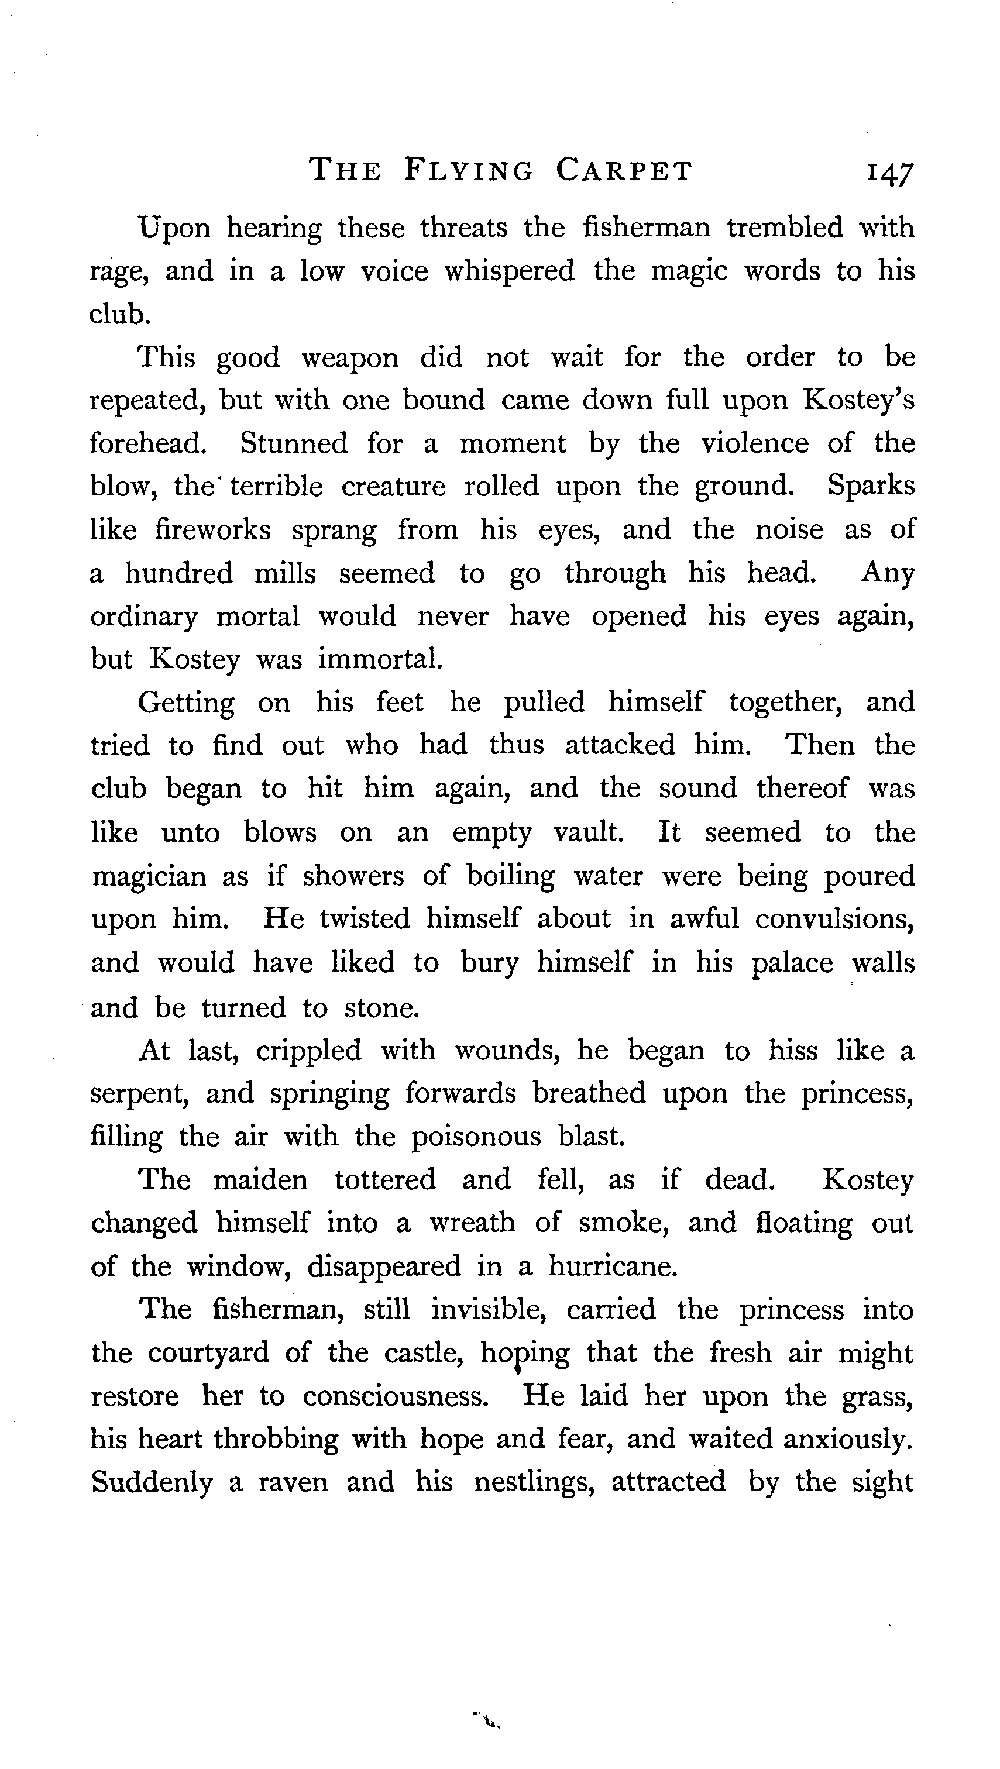 THE FLYING CARPET 147
Upon hearing these threats the fisherman trembled with
rage, and in a low voice whispered the magic words to his
club.
This good weapon did not wait for the order to be
repeated, but with one bound came down full upon Kostey's
forehead. Stunned for a moment by the violence of the
blow, the terrible creature rolled upon the ground. Sparks
like fireworks sprang from his eyes, and the noise as of
a hundred mills seemed to go through his head. Any
ordinary mortal would never have opened his eyes again,
but Kostey was immortal.
Getting on his feet he pulled himself together, and
tried to find out who had thus attacked him. Then the
club began to hit him again, and the sound thereof was
like unto blows on an empty vault. It seemed to the
magician as if showers of boiling water were being poured
upon him. He twisted himself about in awful convulsions,
and would have liked to bury himself in his palace walls
and be turned to stone.
At last, crippled with wounds, he began to hiss like a
serpent, and springing forwards breathed upon the princess,
filling the air with the poisonous blast.
The maiden tottered and fell, as if dead. Kostey
changed himself into a wreath of smoke, and floating out
of the window, disappeared in a hurricane.
The fisherman, still invisible, carried the princess into
the courtyard of the castle, hoping that the fresh air might
restore her to consciousness. He laid her upon the grass,
his heart throbbing with hope and fear, and waited anxiously.
Suddenly a raven and his nestlings, attracted by the sight